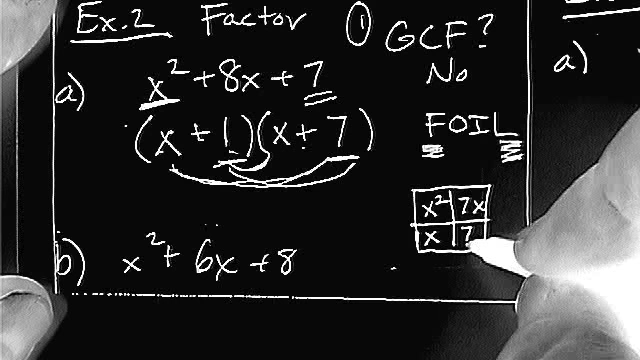 Ex.2 Factor ① GCF?
No
a) x² + 8x + 7
(x + 1)(x + 7)
FOIL
x² 7x
x 7
b) x² + 6x + 8
a)